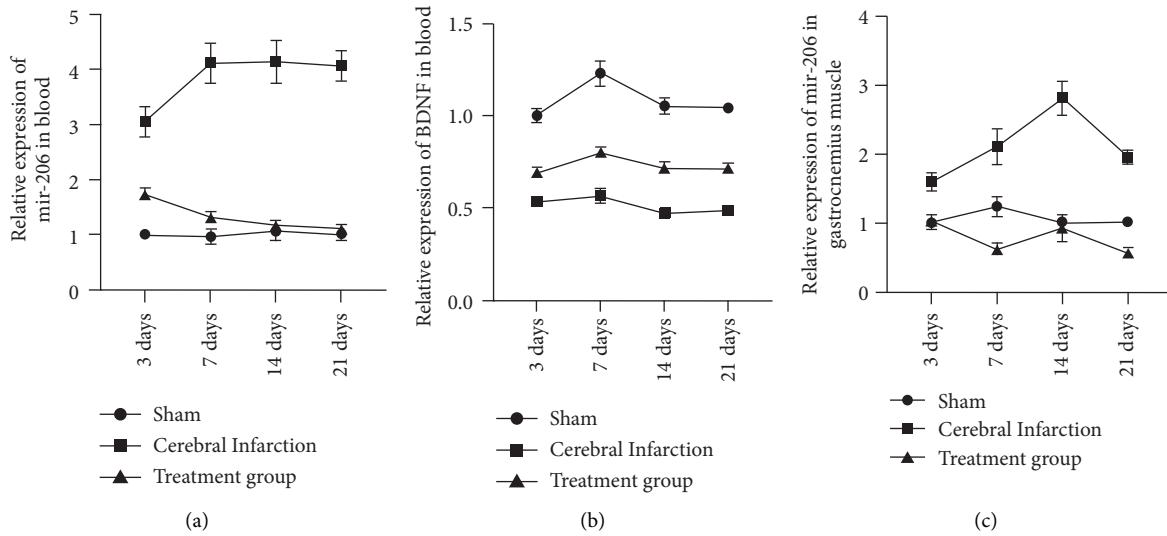 Relative expression of
mir-206 in blood
5
4
3
2
1
0
3 days
7 days
14 days
21 days
Sham
Cerebral Infarction
Treatment group
(a)
Relative expression of BDNF in blood
1.5
1.0
0.5
0.0
3 days
7 days
14 days
21 days
Sham
Cerebral Infarction
Treatment group
(b)
Relative expression of mir-206 in
gastrocnemius muscle
4
3
2
1
0
3 days
7 days
14 days
21 days
Sham
Cerebral Infarction
Treatment group
(c)